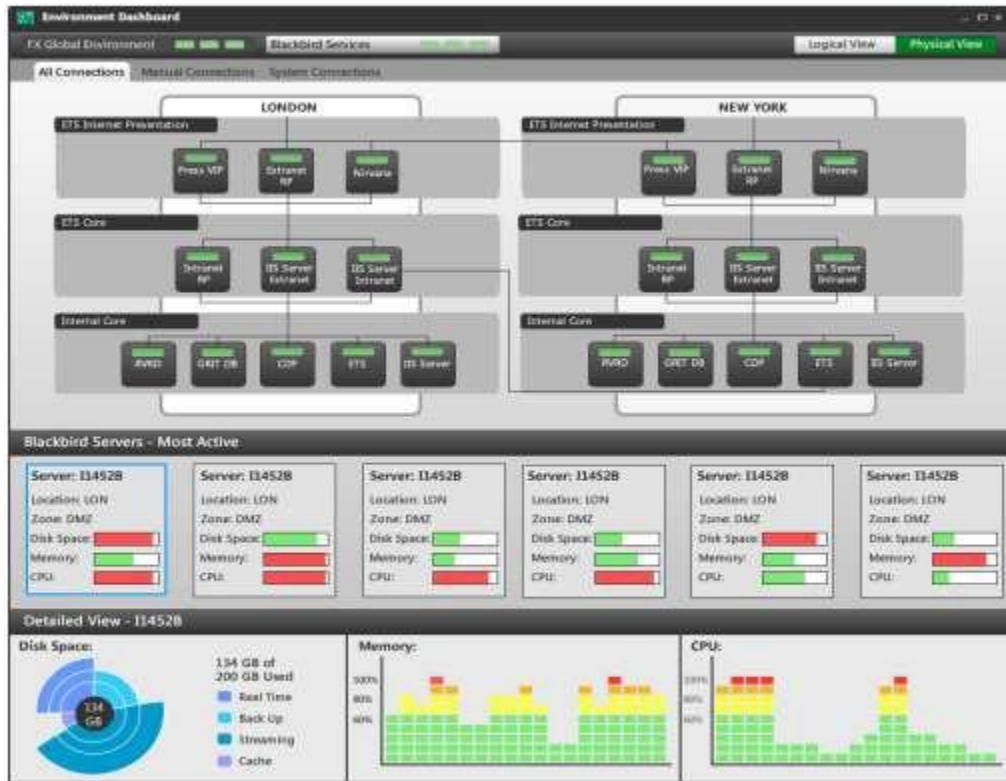 Environment Dashboard
FX Global Environment
Blackbird Services
Logical View
Physical View
All Connections
Manual Connections
System Connections
LONDON
ETS Internet Presentation
Press VIP
Extranet
RP
Nirvana
ETS Core
Intranet
RP
IIS Server
Extranet
IIS Server
Intranet
Internal Core
AVRD
GRIT DB
CDP
ETS
IIS Server
NEW YORK
ETS Internet Presentation
Press VIP
Extranet
RP
Nirvana
ETS Core
Intranet
RP
IIS Server
Extranet
IIS Server
Intranet
Internal Core
AVRD
GRIT DB
CDP
ETS
IIS Server
Blackbird Servers - Most Active
Server: I1452B
Location: LON
Zone: DMZ
Disk Space:
Memory:
CPU:
Server: I1452B
Location: LON
Zone: DMZ
Disk Space:
Memory:
CPU:
Server: I1452B
Location: LON
Zone: DMZ
Disk Space:
Memory:
CPU:
Server: I1452B
Location: LON
Zone: DMZ
Disk Space:
Memory:
CPU:
Server: I1452B
Location: LON
Zone: DMZ
Disk Space:
Memory:
CPU:
Server: I1452B
Location: LON
Zone: DMZ
Disk Space:
Memory:
CPU:
Detailed View - I1452B
Disk Space:
134
GB
134 GB of
200 GB Used
Real Time
Back Up
Streaming
Cache
Memory:
100%
80%
60%
CPU:
100%
80%
60%